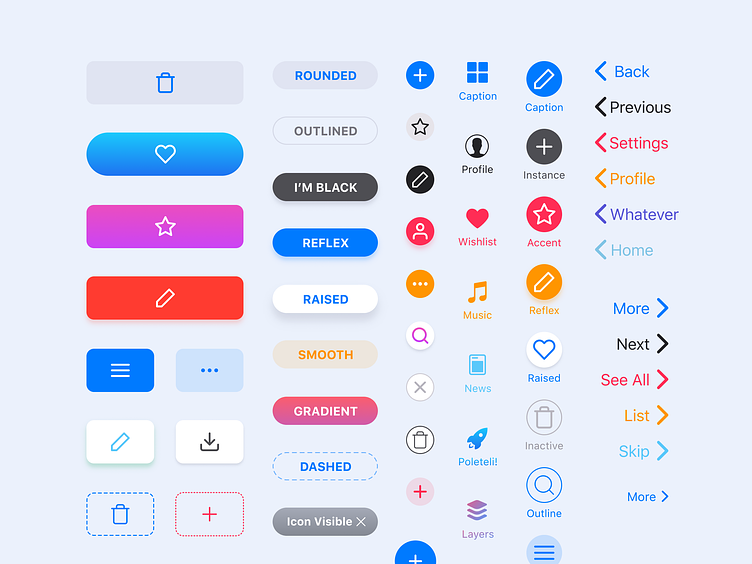 ROUNDED
OUTLINED
I'M BLACK
REFLEX
RAISED
SMOOTH
GRADIENT
DASHED
Icon Visible
Caption
Profile
Wishlist
Music
News
Poleteli!
Layers
Caption
Instance
Accent
Reflex
Raised
Inactive
Outline
Back
Previous
Settings
Profile
Whatever
Home
More
Next
See All
List
Skip
More